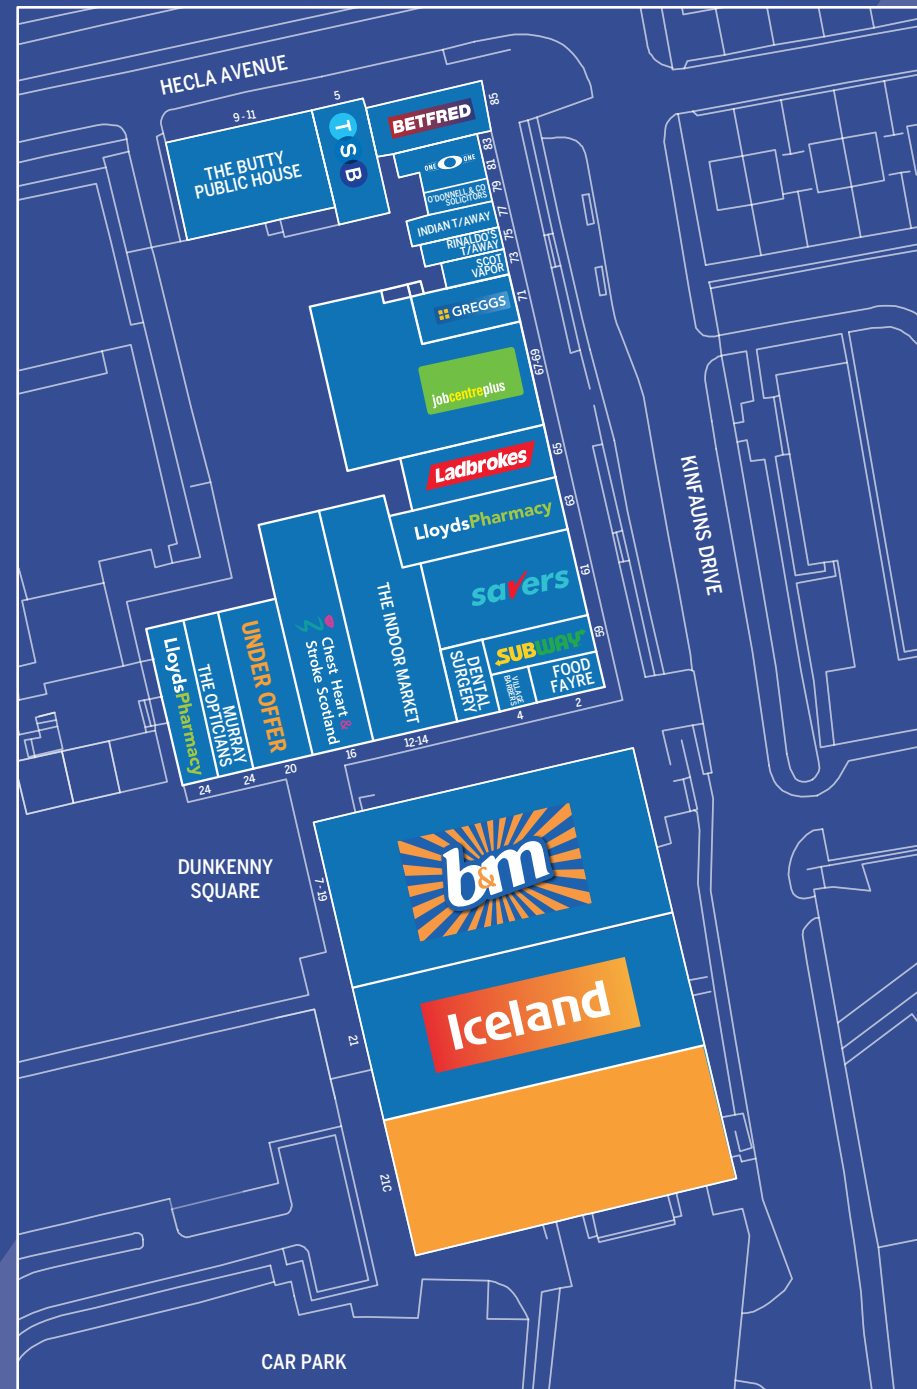 HECLA AVENUE
9 - 11
5
85
BETFRED
THE BUTTY
PUBLIC HOUSE
T S B
83
ONE O ONE
81
O'DONNELL & CO
SOLICITORS
79
INDIAN T/AWAY
77
RINALDO'S
T/AWAY
75
SCOT
VAPOR
73
GREGGS
71
jobcentreplus
67-69
Ladbrokes
65
LloydsPharmacy
63
KINFAUNS DRIVE
savers
61
SUBWAY
59
FOOD
FAYRE
2
VILLAGE
BARBERS
4
DENTAL
SURGERY
THE INDOOR MARKET
12-14
Chest Heart &
Stroke Scotland
16
UNDER OFFER
20
MURRAY
THE OPTICIANS
24
LloydsPharmacy
24
DUNKENNY
SQUARE
b&m
7 - 19
Iceland
21
21C
CAR PARK